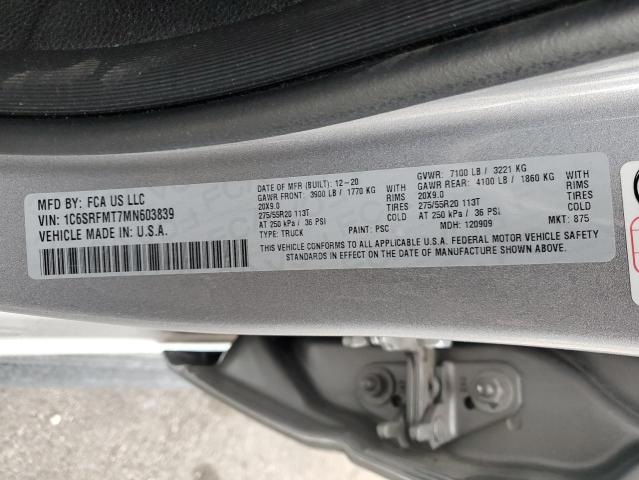 MFD BY: FCA US LLC
VIN: 1C6SRFMT7MN603839
VEHICLE MADE IN: U.S.A.
DATE OF MFR (BUILT): 12-20
GAWR FRONT: 3900 LB / 1770 KG
20X9.0
275/55R20 113T
AT 250 kPa / 36 PSI
TYPE: TRUCK
WITH
RIMS
TIRES
COLD
PAINT: PSC
GVWR: 7100 LB / 3221 KG
GAWR REAR: 4100 LB / 1860 KG
20X9.0
275/55R20 113T
AT 250 kPa / 36 PSI
MDH: 120909
WITH
RIMS
TIRES
COLD
MKT: 875
THIS VEHICLE CONFORMS TO ALL APPLICABLE U.S.A. FEDERAL MOTOR VEHICLE SAFETY
STANDARDS IN EFFECT ON THE DATE OF MANUFACTURE SHOWN ABOVE.